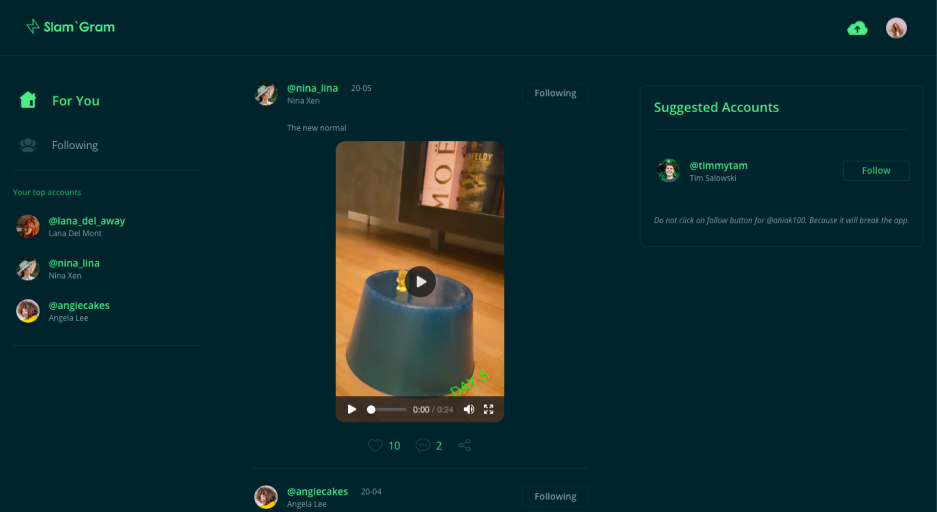 Slam`Gram
For You
Following
Your top accounts
@lana_del_away
Lana Del Mont
@nina_lina
Nina Xen
@angiecakes
Angela Lee
@nina_lina 20-05
Nina Xen
Following
The new normal
MOË
DAY 5
0:00 / 0:24
10 2
@angiecakes 20-04
Angela Lee
Following
Suggested Accounts
@timmytam
Tim Salowski
Follow
Do not click on follow button for @aniak100. Because it will break the app.